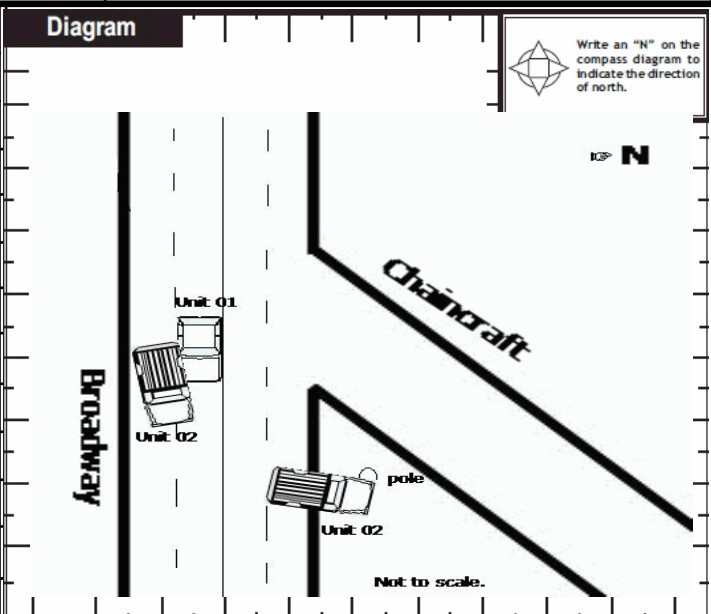 Diagram
Write an “N” on the
compass diagram to
indicate the direction
of north.
☞ N
Chaincraft
Unit 01
Broadway
Unit 02
pole
Unit 02
Not to scale.